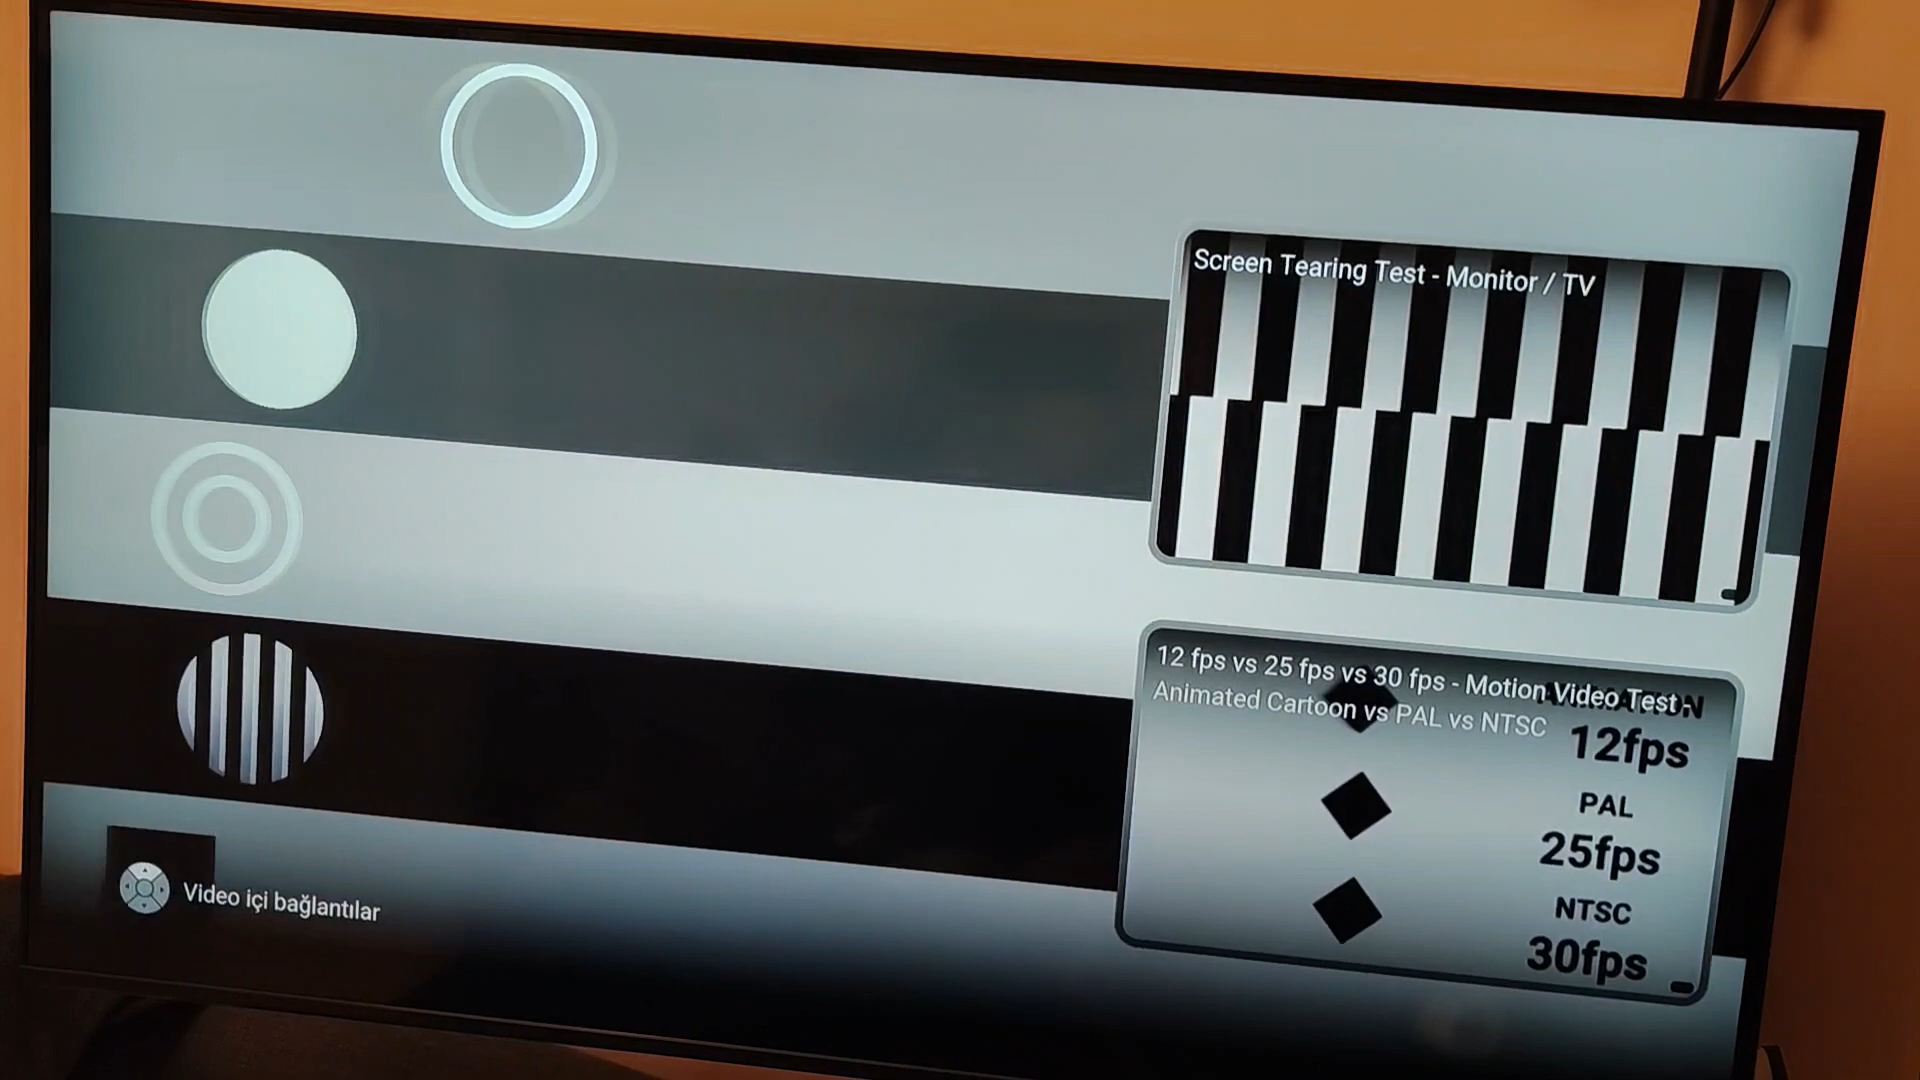 Screen Tearing Test - Monitor / TV
12 fps vs 25 fps vs 30 fps - Motion Video Test -
Animated Cartoon vs PAL vs NTSC
12fps
PAL
25fps
NTSC
30fps
Video içi bağlantılar